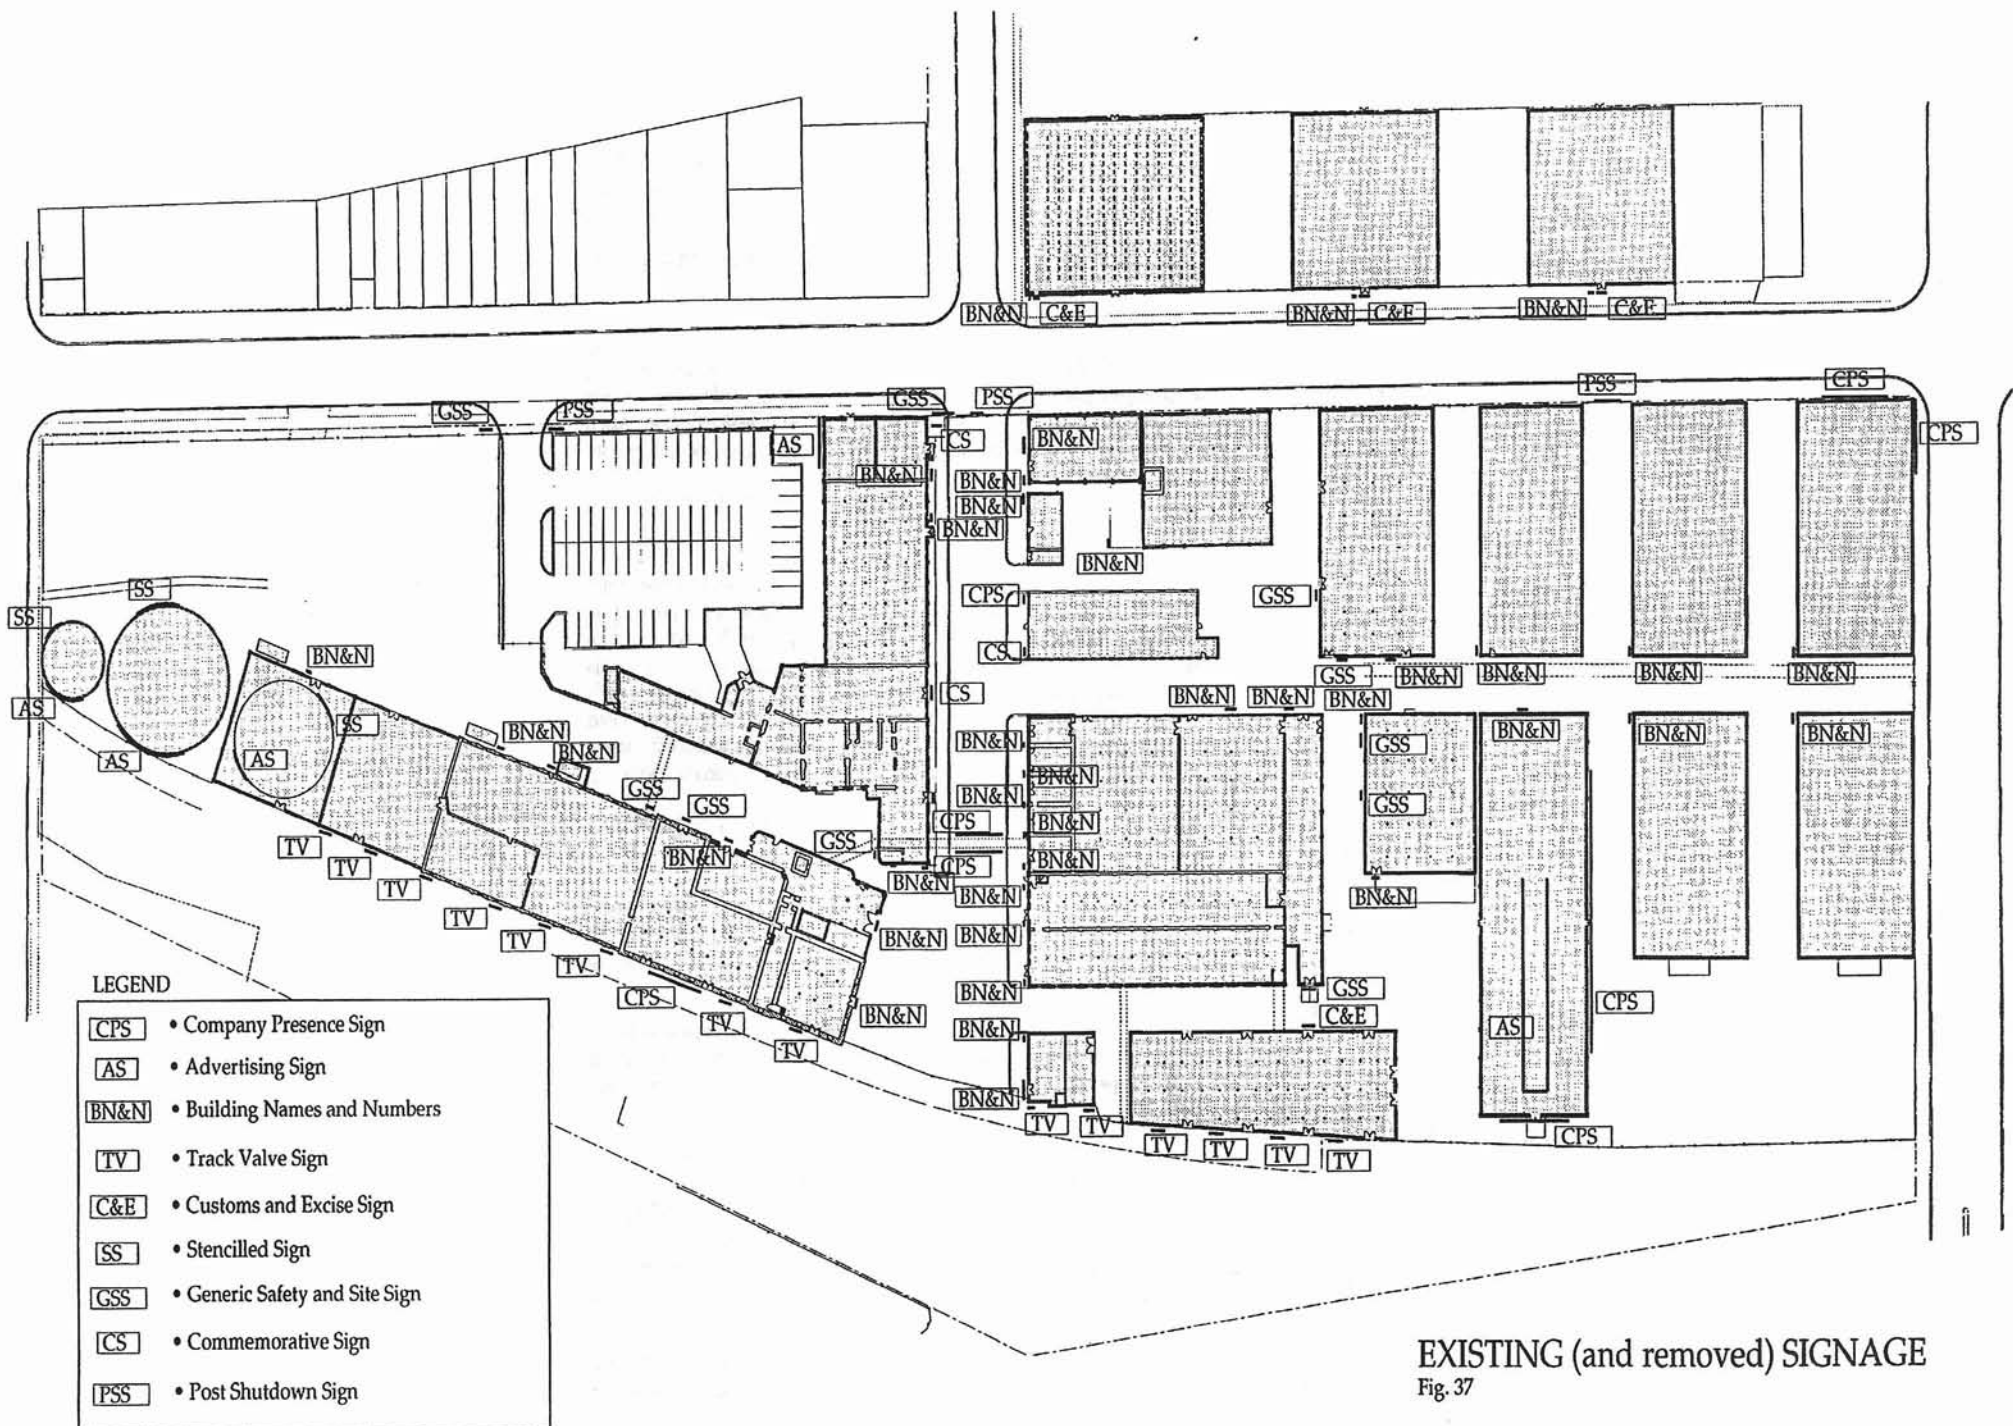 BN&N C&E BN&N C&E BN&N C&E
GSS PSS GSS PSS PSS CPS
AS CS BN&N CPS
BN&N BN&N
BN&N
BN&N
BN&N
SS CPS GSS
SS
BN&N CS
GSS BN&N BN&N BN&N BN&N
AS SS CS BN&N BN&N BN&N
BN&N BN&N BN&N BN&N BN&N
AS AS BN&N GSS
BN&N
GSS GSS BN&N GSS
CPS BN&N
TV GSS
TV BN&N CPS BN&N
TV BN&N BN&N BN&N
TV
TV BN&N BN&N
TV
CPS BN&N GSS CPS
TV BN&N C&E
TV BN&N AS
BN&N
TV TV
TV TV TV TV CPS
LEGEND
CPS • Company Presence Sign
AS • Advertising Sign
BN&N • Building Names and Numbers
TV • Track Valve Sign
C&E • Customs and Excise Sign
SS • Stencilled Sign
GSS • Generic Safety and Site Sign
CS • Commemorative Sign
PSS • Post Shutdown Sign
EXISTING (and removed) SIGNAGE
Fig. 37